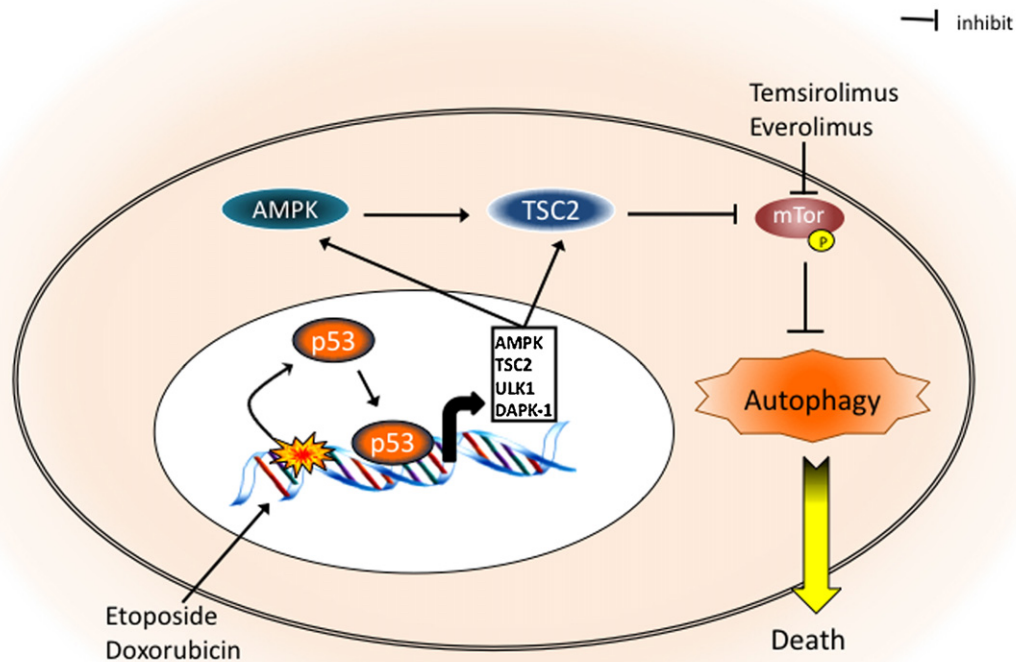 inhibit
Temsirolimus
Everolimus
AMPK
TSC2
mTor
P
p53
AMPK
TSC2
ULK1
DAPK-1
p53
Autophagy
Etoposide
Doxorubicin
Death